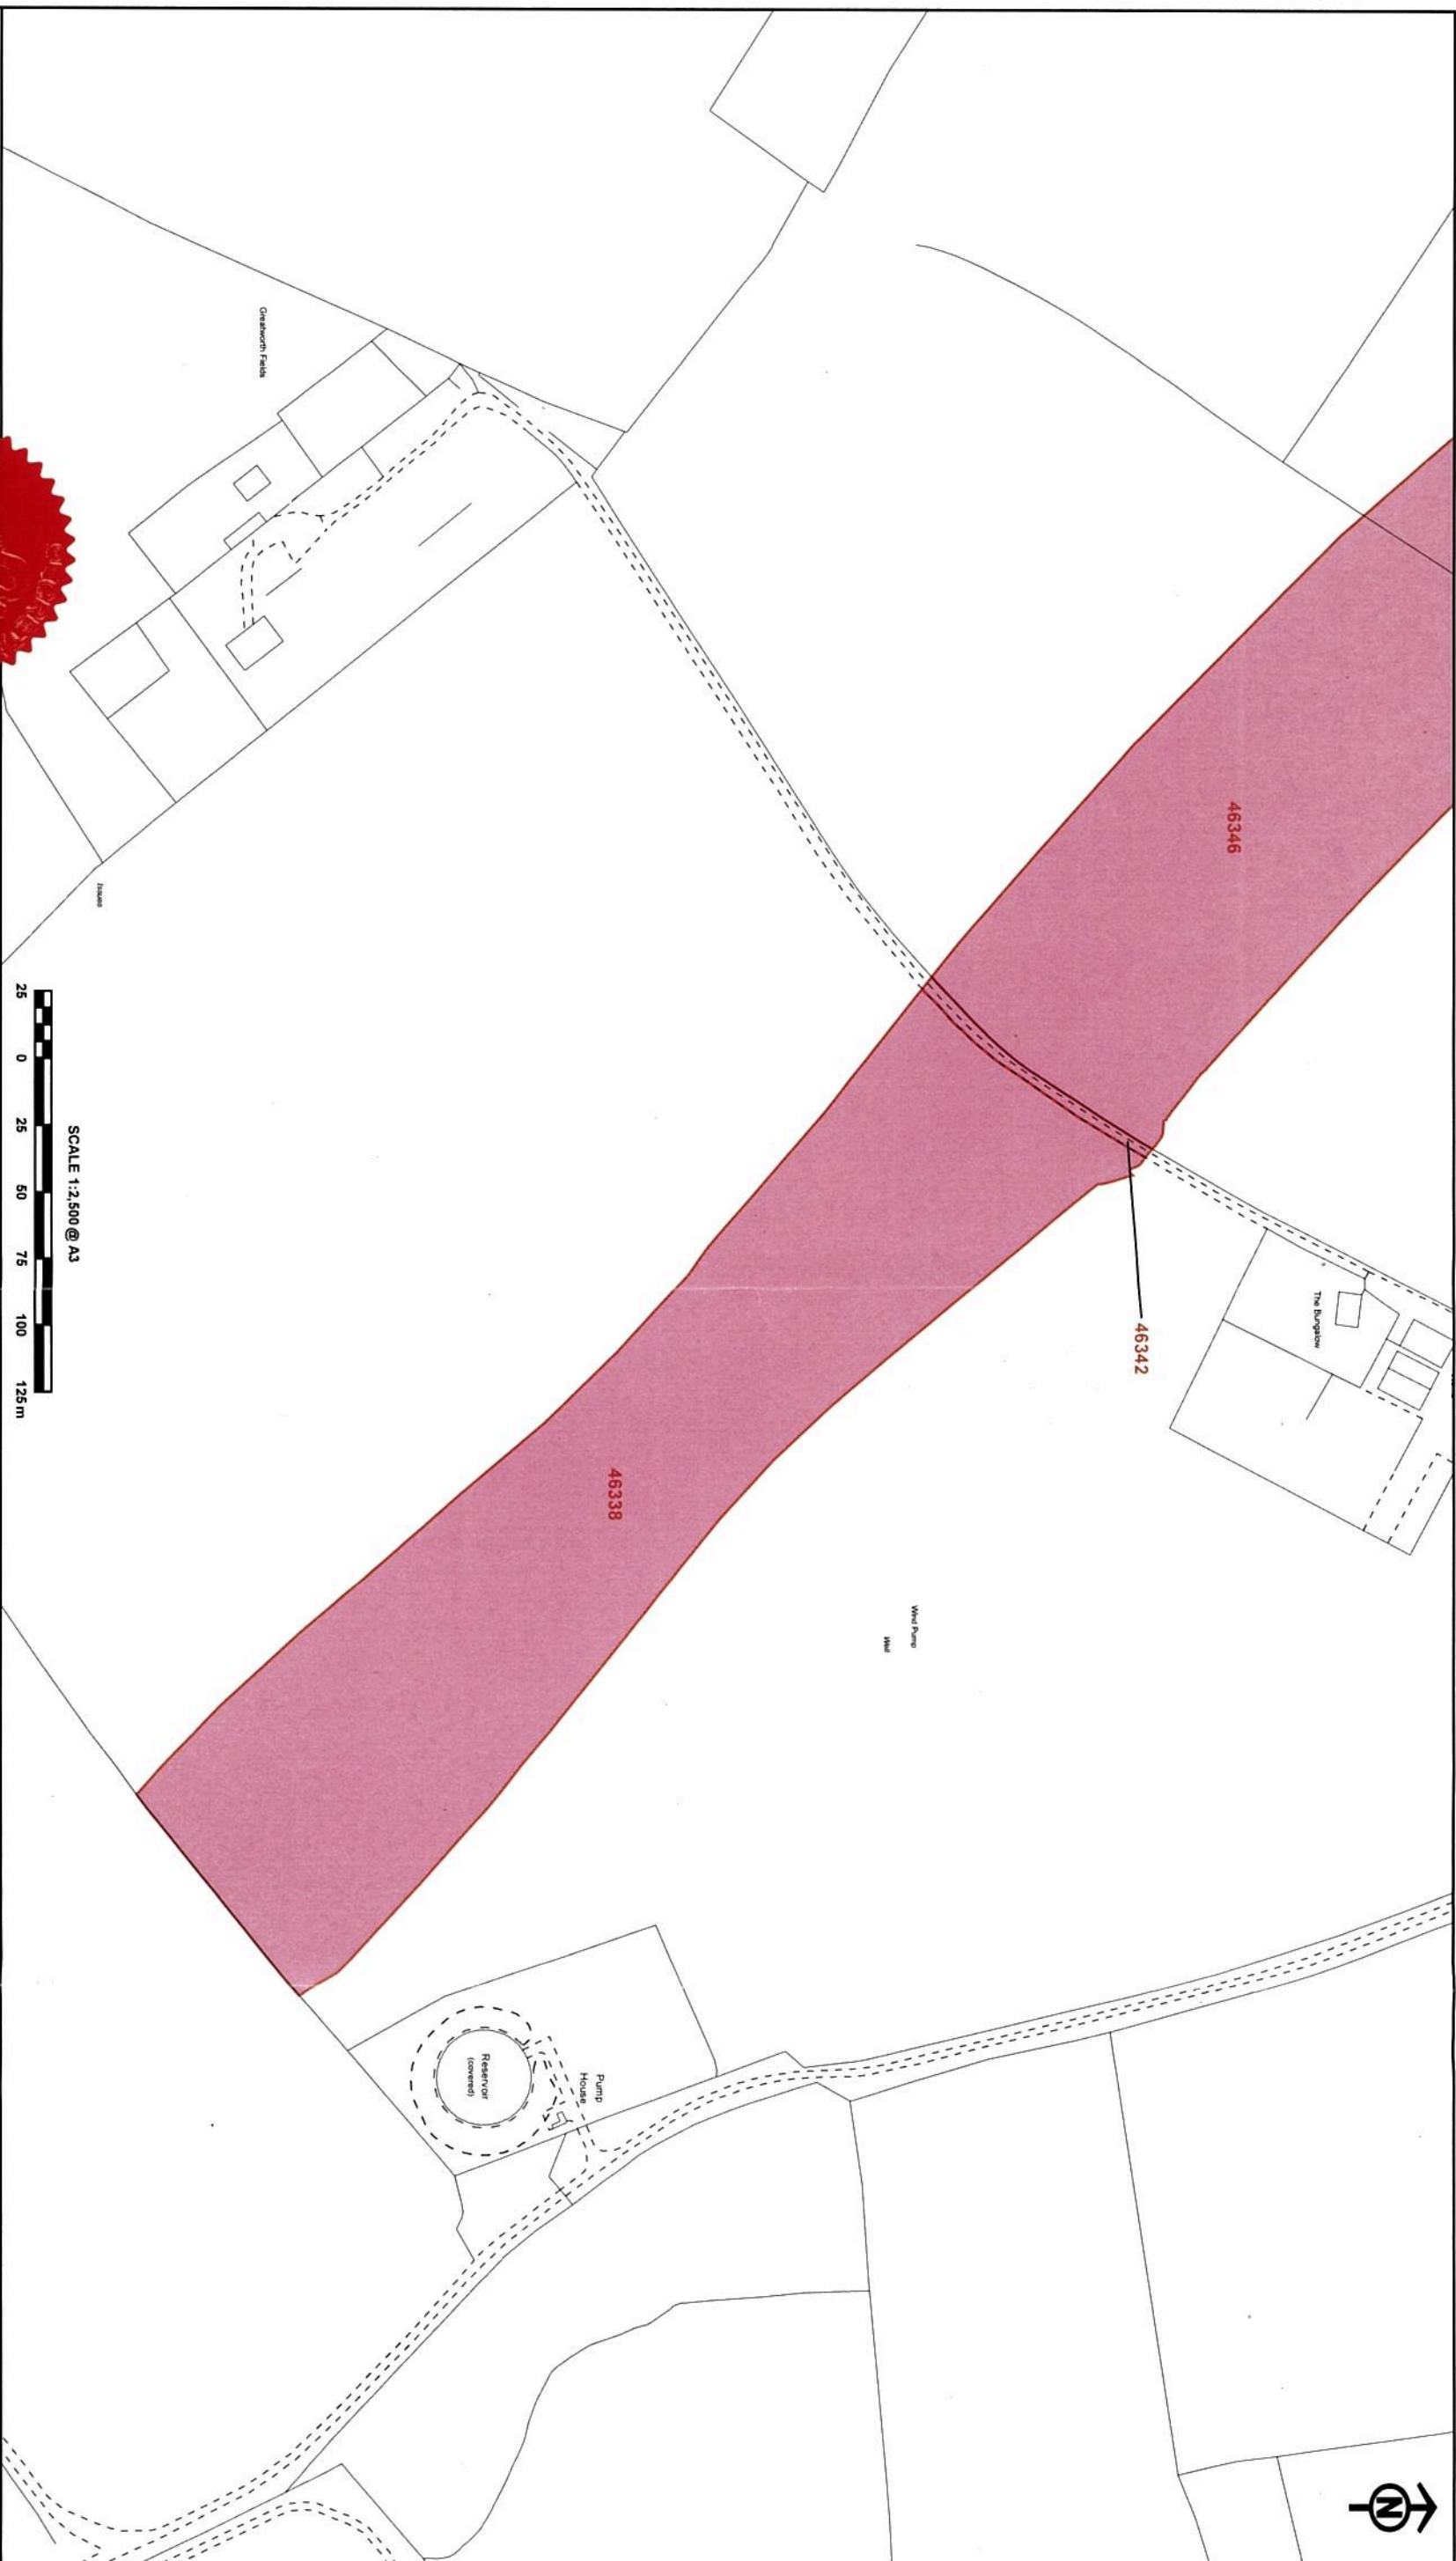 46346
The Bungalow
46342
Wind Pump
Well
46338
Greatworth Fields
Pump
House
Reservoir
(covered)
Issues
SCALE 1:2,500 @ A3
25 0 25 50 75 100 125 m
N